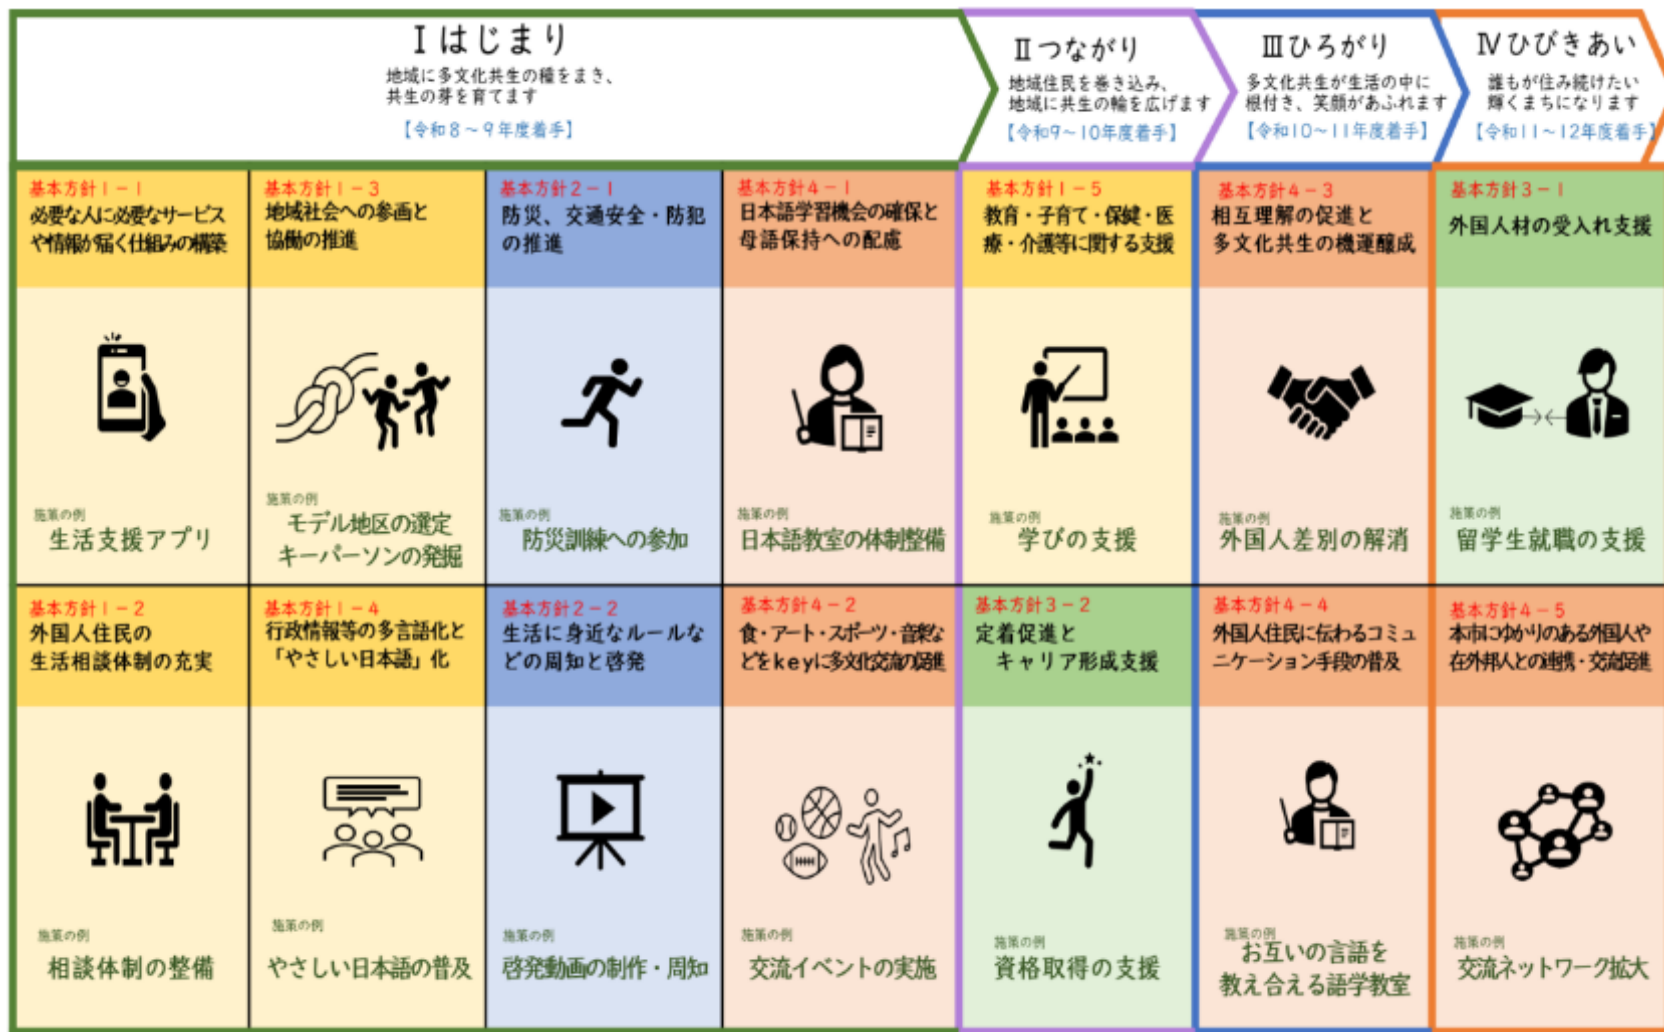 Ⅰはじまり
地域に多文化共生の種をまき、
共生の芽を育てます
【令和8～9年度着手】
Ⅱつながり
地域住民を巻き込み、
地域に共生の輪を広げます
【令和9～10年度着手】
Ⅲひろがり
多文化共生が生活の中に
根付き、笑顔があふれます
【令和10～11年度着手】
Ⅳひびきあい
誰もが住み続けたい
輝くまちになります
【令和11～12年度着手】
基本方針1－1
必要な人に必要なサービス
や情報が届く仕組みの構築
施策の例
生活支援アプリ
基本方針1－3
地域社会への参画と
協働の推進
施策の例
モデル地区の選定
キーパーソンの発掘
基本方針2－1
防災、交通安全・防犯
の推進
施策の例
防災訓練への参加
基本方針4－1
日本語学習機会の確保と
母語保持への配慮
施策の例
日本語教室の体制整備
基本方針1－5
教育・子育て・保健・医
療・介護等に関する支援
施策の例
学びの支援
基本方針4－3
相互理解の促進と
多文化共生の機運醸成
施策の例
外国人差別の解消
基本方針3－1
外国人材の受入れ支援
施策の例
留学生就職の支援
基本方針1－2
外国人住民の
生活相談体制の充実
施策の例
相談体制の整備
基本方針1－4
行政情報等の多言語化と
「やさしい日本語」化
施策の例
やさしい日本語の普及
基本方針2－2
生活に身近なルールな
どの周知と啓発
施策の例
啓発動画の制作・周知
基本方針4－2
食・アート・スポーツ・音楽な
どをkeyに多文化交流の促進
施策の例
交流イベントの実施
基本方針3－2
定着促進と
キャリア形成支援
施策の例
資格取得の支援
基本方針4－4
外国人住民に伝わるコミュ
ニケーション手段の普及
施策の例
お互いの言語を
教え合える語学教室
基本方針4－5
本市にゆかりのある外国人や
在外邦人との連携・交流促進
施策の例
交流ネットワーク拡大